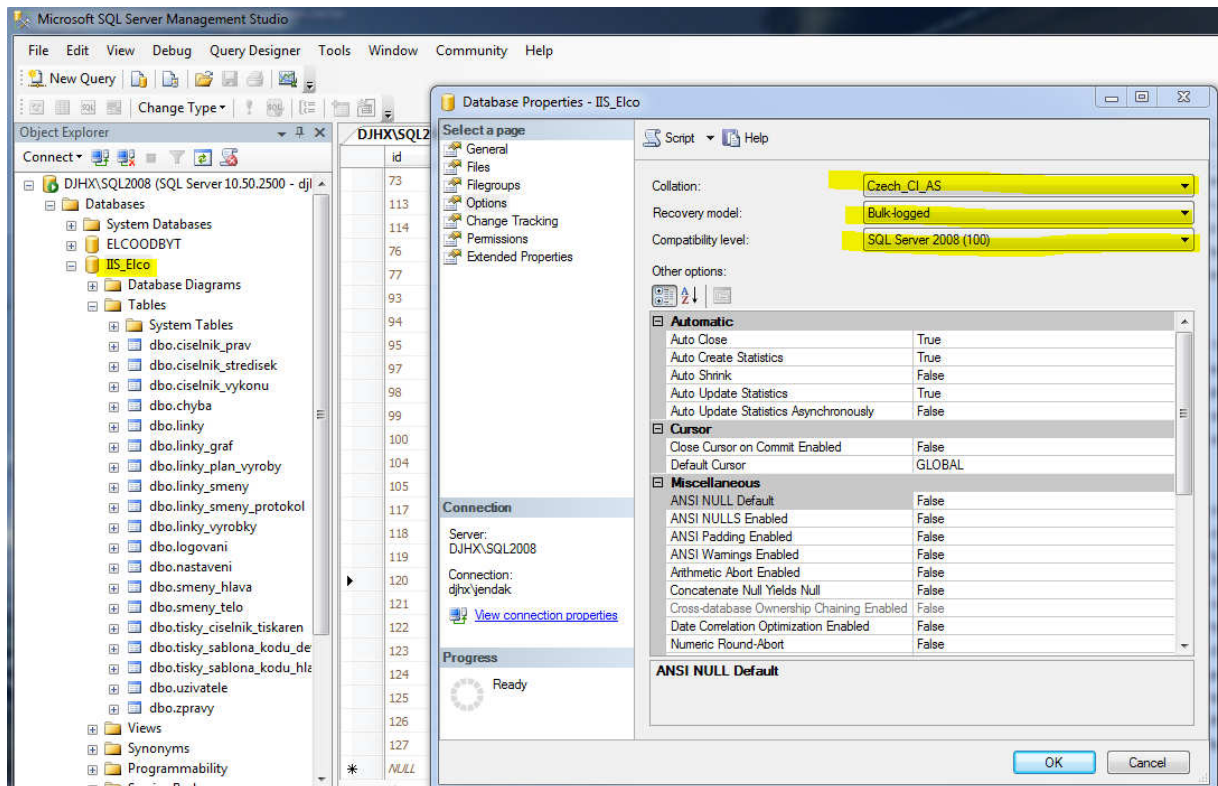 Microsoft SQL Server Management Studio
File Edit View Debug Query Designer Tools Window Community Help
New Query
Change Type
Object Explorer
Connect
DJHX\SQL2008 (SQL Server 10.50.2500 - djl
Databases
System Databases
ELCOODBYT
IIS_Elco
Database Diagrams
Tables
System Tables
dbo.ciselnik_prav
dbo.ciselnik_stredisek
dbo.ciselnik_vykonu
dbo.chyba
dbo.linky
dbo.linky_graf
dbo.linky_plan_vyroby
dbo.linky_smeny
dbo.linky_smeny_protokol
dbo.linky_vyrobky
dbo.logovani
dbo.nastaveni
dbo.smeny_hlava
dbo.smeny_telo
dbo.tisky_ciselnik_tiskaren
dbo.tisky_sablona_kodu_de
dbo.tisky_sablona_kodu_hla
dbo.uzivatele
dbo.zpravy
Views
Synonyms
Programmability
DJHX\SQL2
id
73
113
114
76
77
93
94
95
97
98
99
100
104
105
117
118
119
120
121
122
123
124
125
126
127
NULL
Database Properties - IIS_Elco
Select a page
General
Files
Filegroups
Options
Change Tracking
Permissions
Extended Properties
Connection
Server:
DJHX\SQL2008
Connection:
djhx\jendak
View connection properties
Progress
Ready
Script Help
Collation: Czech_CI_AS
Recovery model: Bulk-logged
Compatibility level: SQL Server 2008 (100)
Other options:
Automatic
Auto Close True
Auto Create Statistics True
Auto Shrink False
Auto Update Statistics True
Auto Update Statistics Asynchronously False
Cursor
Close Cursor on Commit Enabled False
Default Cursor GLOBAL
Miscellaneous
ANSI NULL Default False
ANSI NULLS Enabled False
ANSI Padding Enabled False
ANSI Warnings Enabled False
Arithmetic Abort Enabled False
Concatenate Null Yields Null False
Cross-database Ownership Chaining Enabled False
Date Correlation Optimization Enabled False
Numeric Round-Abort False
ANSI NULL Default
OK Cancel